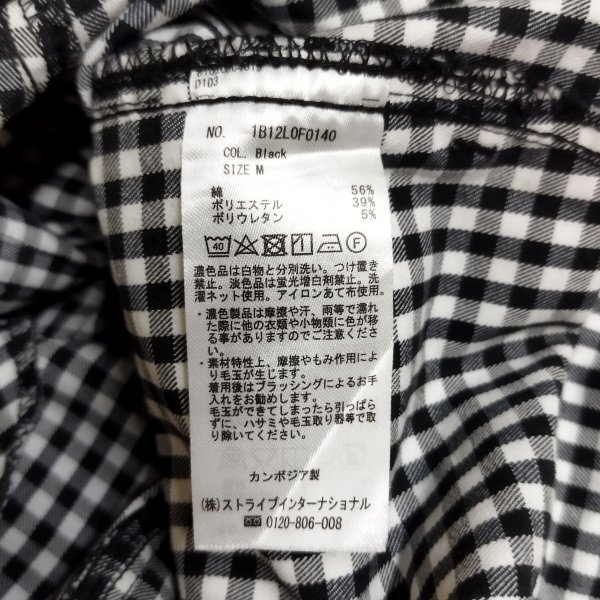 0103
NO. 1B12L0F0140
COL. Black
SIZE M
綿 56%
ポリエステル 39%
ポリウレタン 5%
40 F
濃色品は白物と分別洗い。つけ置き
禁止。淡色品は蛍光増白剤禁止。洗
濯ネット使用。アイロンあて布使用。
・濃色製品は摩擦や汗、雨等で濡れ
た際に他の衣類や小物類に色が移
る事がありますのでご注意くださ
い。
・素材特性上、摩擦やもみ作用によ
り毛玉が生じます。
着用後はブラッシングによるお手
入れをお勧めします。
毛玉ができてしまったら引っぱら
ずに、ハサミや毛玉取り器等で取
り除いてください。
カンボジア製
(株)ストライプインターナショナル
0120-806-008